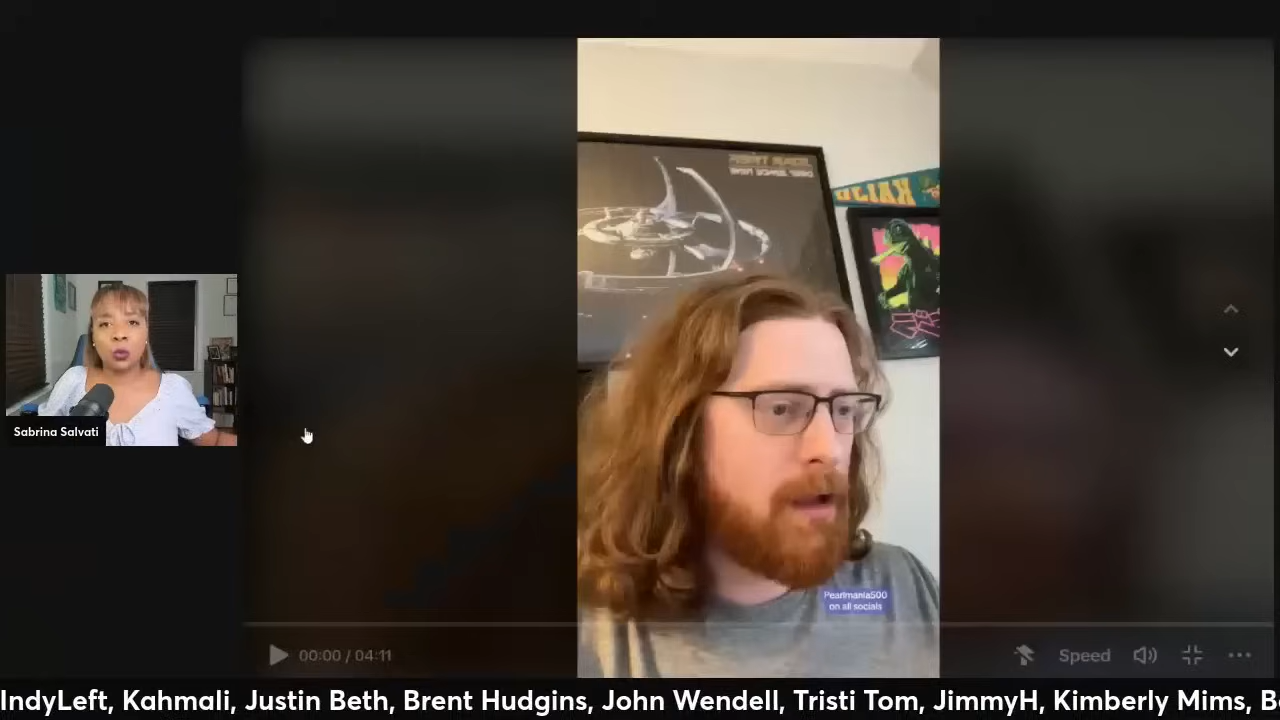 Sabrina Salvati
Pearlmania500
on all socials
00:00 / 04:11
Speed
IndyLeft, Kahmali, Justin Beth, Brent Hudgins, John Wendell, Tristi Tom, JimmyH, Kimberly Mims, B